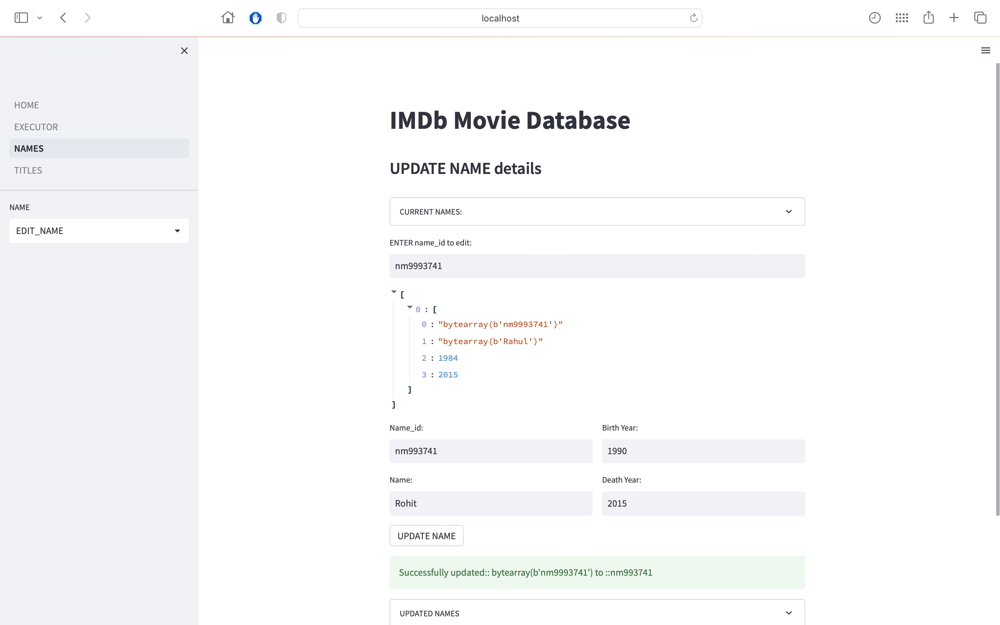 localhost
HOME
EXECUTOR
NAMES
TITLES
NAME
EDIT_NAME
IMDb Movie Database
UPDATE NAME details
CURRENT NAMES:
ENTER name_id to edit:
nm9993741
[
0 : [
0 : "bytearray(b'nm9993741')"
1 : "bytearray(b'Rahul')"
2 : 1984
3 : 2015
]
]
Name_id:
nm993741
Birth Year:
1990
Name:
Rohit
Death Year:
2015
UPDATE NAME
Successfully updated:: bytearray(b'nm9993741') to ::nm993741
UPDATED NAMES